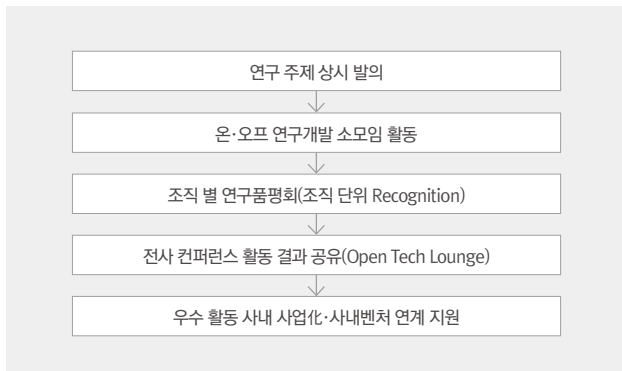 연구 주제 상시 발의
온·오프 연구개발 소모임 활동
조직 별 연구품평회(조직 단위 Recognition)
전사 컨퍼런스 활동 결과 공유(Open Tech Lounge)
우수 활동 사내 사업化·사내벤처 연계 지원